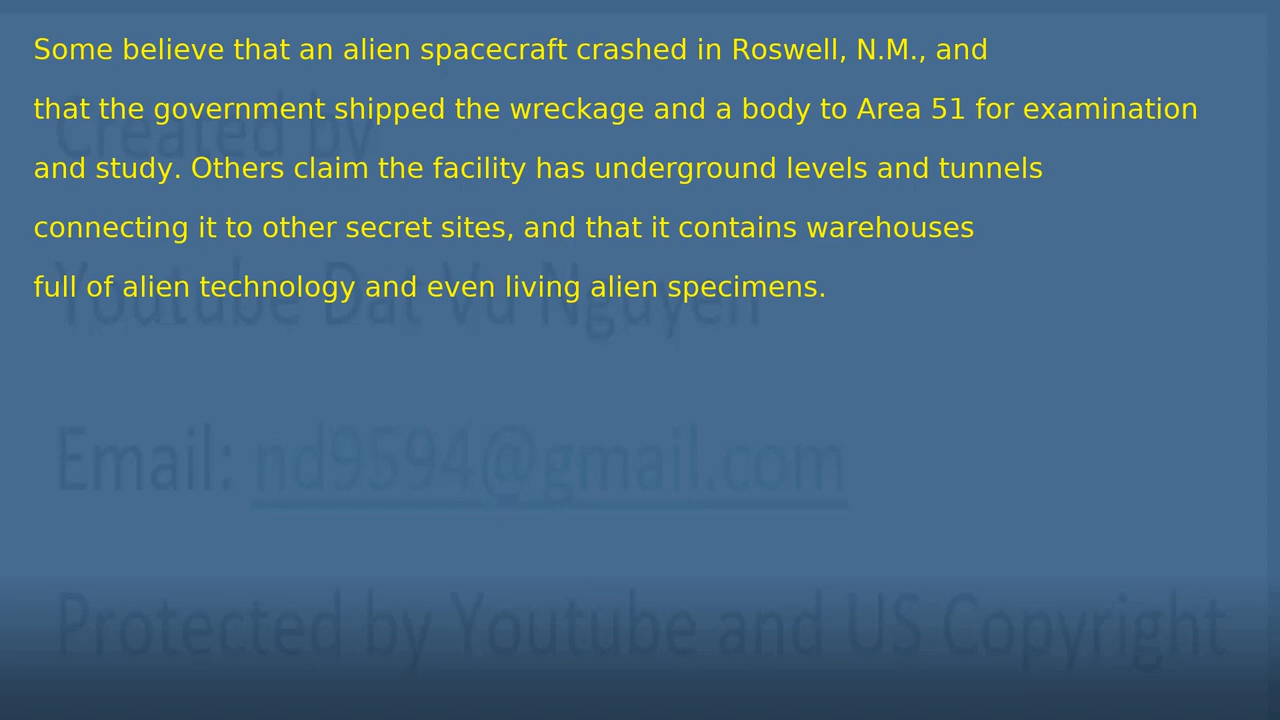 Some believe that an alien spacecraft crashed in Roswell, N.M., and
that the government shipped the wreckage and a body to Area 51 for examination
and study. Others claim the facility has underground levels and tunnels
connecting it to other secret sites, and that it contains warehouses
full of alien technology and even living alien specimens.
Created by
Youtube Dat Vu Nguyen
Email: nd9594@gmail.com
Protected by Youtube and US Copyright